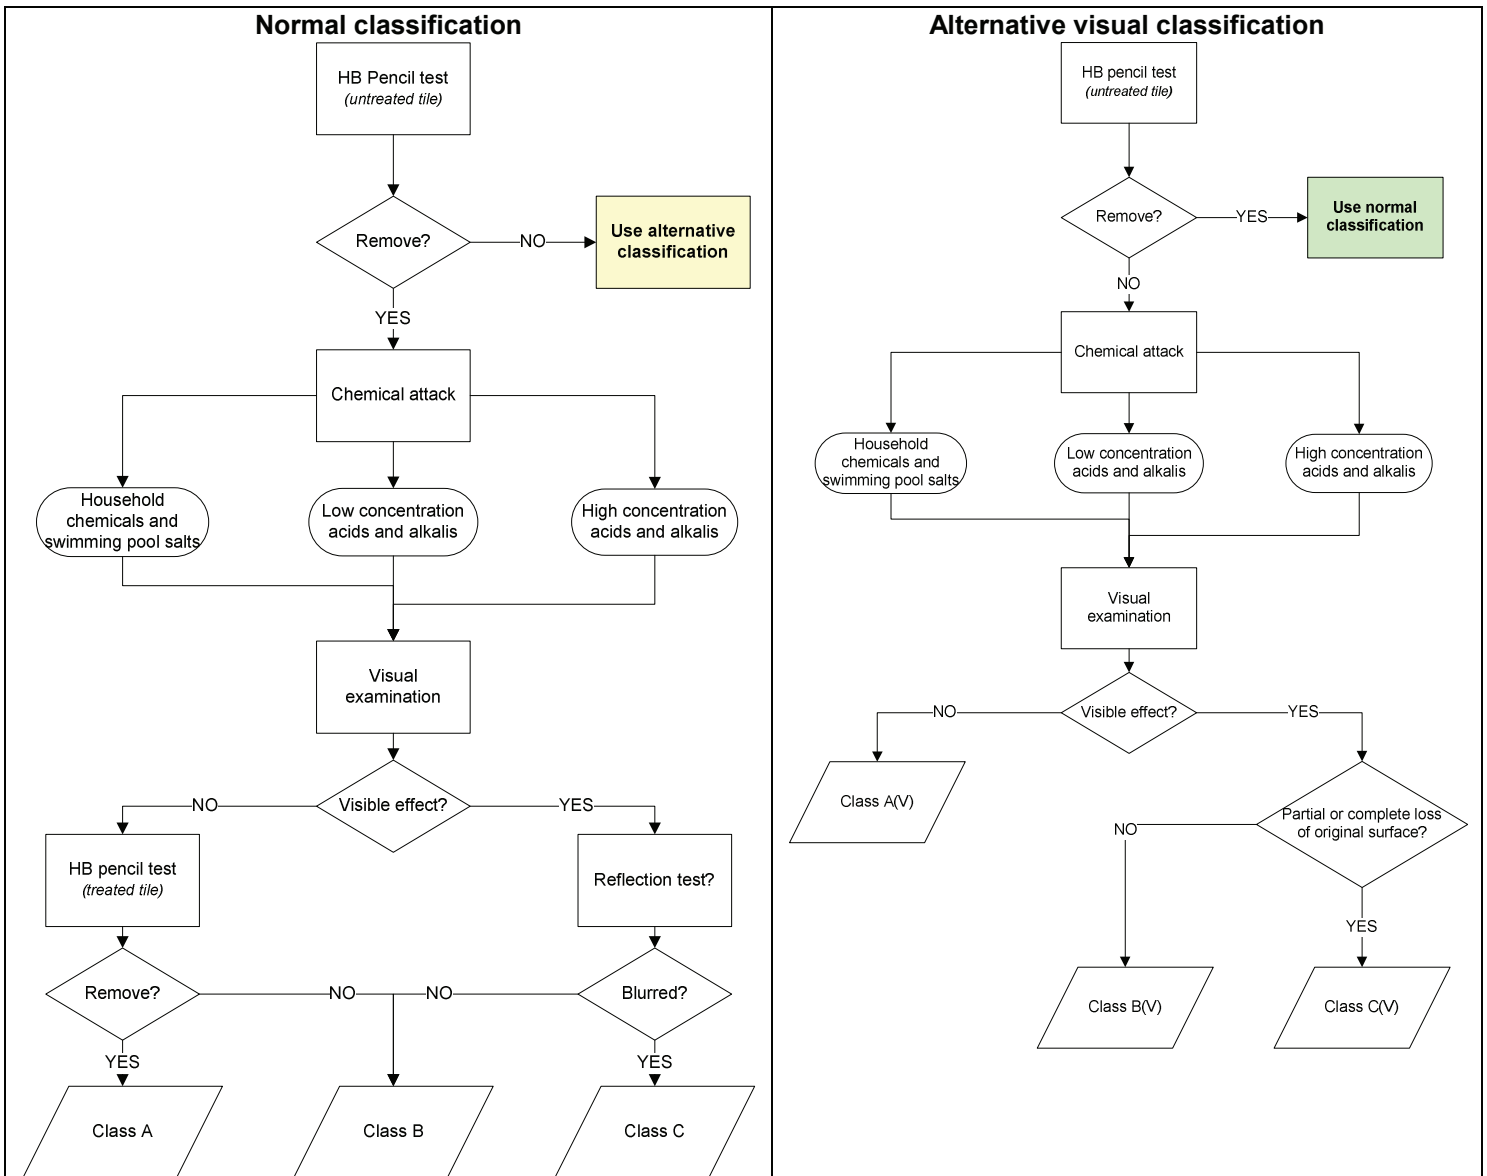 Normal classification
HB Pencil test
(untreated tile)
Remove?
NO
Use alternative
classification
YES
Chemical attack
Household
chemicals and
swimming pool salts
Low concentration
acids and alkalis
High concentration
acids and alkalis
Visual
examination
Visible effect?
NO
YES
HB pencil test
(treated tile)
Reflection test?
Remove?
NO
NO
Blurred?
YES
YES
Class A
Class B
Class C
Alternative visual classification
HB pencil test
(untreated tile)
Remove?
YES
Use normal
classification
NO
Chemical attack
Household
chemicals and
swimming pool salts
Low concentration
acids and alkalis
High concentration
acids and alkalis
Visual
examination
Visible effect?
NO
YES
Class A(V)
Partial or complete loss
of original surface?
NO
YES
Class B(V)
Class C(V)